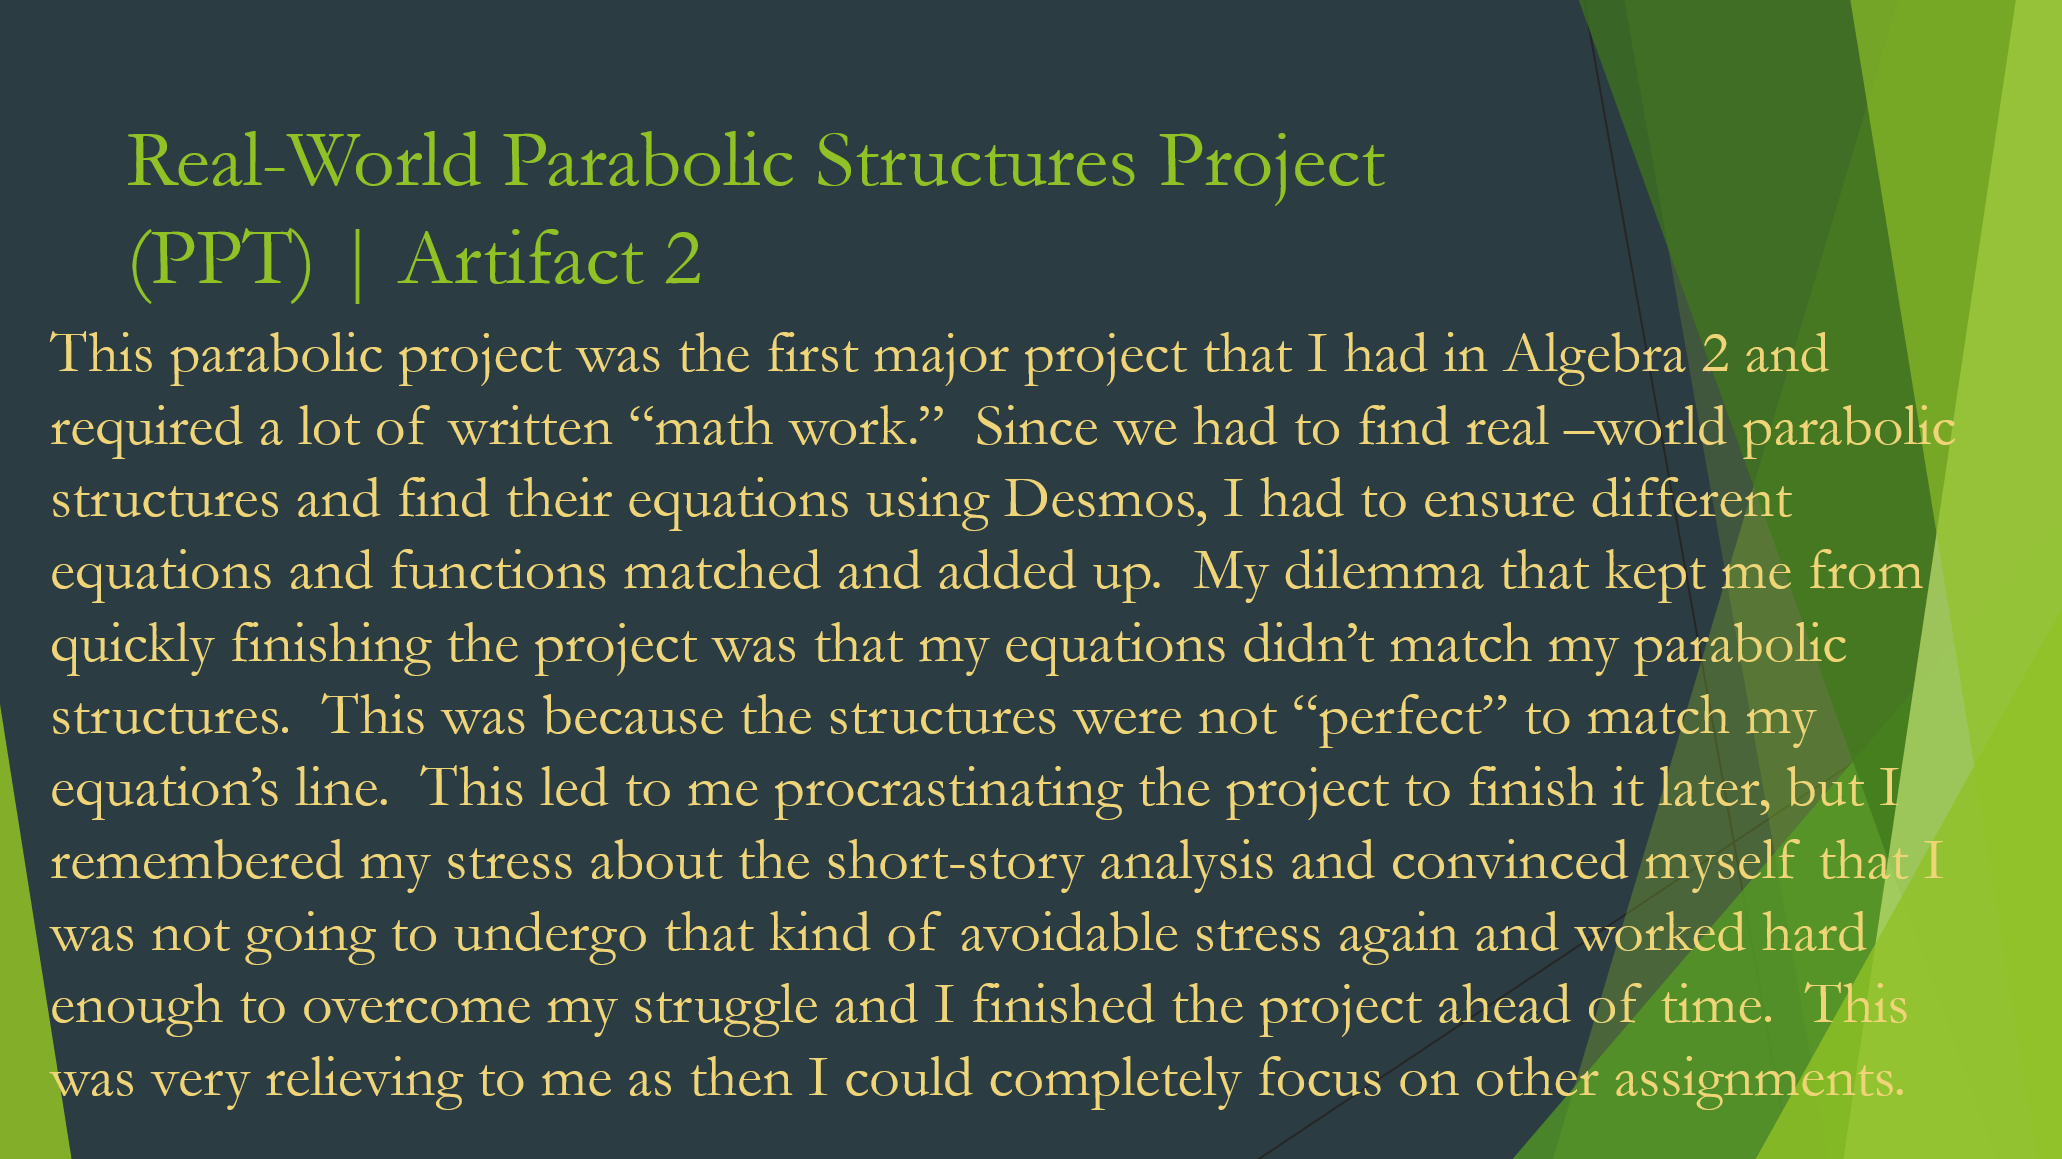 Real-World Parabolic Structures Project
(PPT) | Artifact 2
This parabolic project was the first major project that I had in Algebra 2 and
required a lot of written “math work.”  Since we had to find real –world parabolic
structures and find their equations using Desmos, I had to ensure different
equations and functions matched and added up.  My dilemma that kept me from
quickly finishing the project was that my equations didn’t match my parabolic
structures.  This was because the structures were not “perfect” to match my
equation’s line.  This led to me procrastinating the project to finish it later, but I
remembered my stress about the short-story analysis and convinced myself that I
was not going to undergo that kind of avoidable stress again and worked hard
enough to overcome my struggle and I finished the project ahead of time.  This
was very relieving to me as then I could completely focus on other assignments.